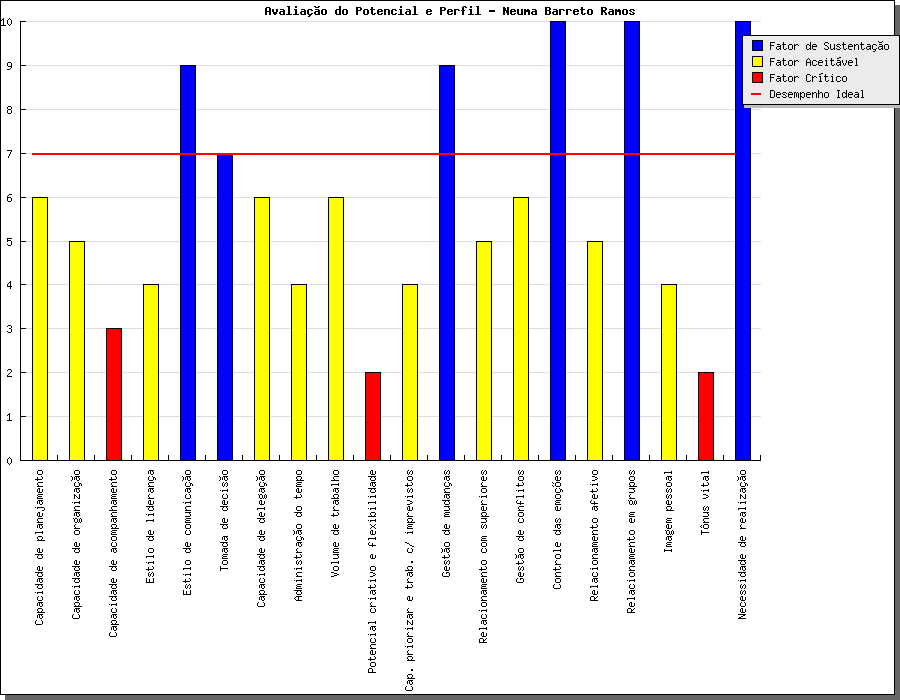 Avaliação do Potencial e Perfil - Neuma Barreto Ramos
10
9
8
7
6
5
4
3
2
1
0
Fator de Sustentação
Fator Aceitável
Fator Crítico
Desempenho Ideal
Capacidade de planejamento
Capacidade de organização
Capacidade de acompanhamento
Estilo de liderança
Estilo de comunicação
Tomada de decisão
Capacidade de delegação
Administração do tempo
Volume de trabalho
Potencial criativo e flexibilidade
Cap. priorizar e trab. c/ imprevistos
Gestão de mudanças
Relacionamento com superiores
Gestão de conflitos
Controle das emoções
Relacionamento afetivo
Relacionamento em grupos
Imagem pessoal
Tônus vital
Necessidade de realização